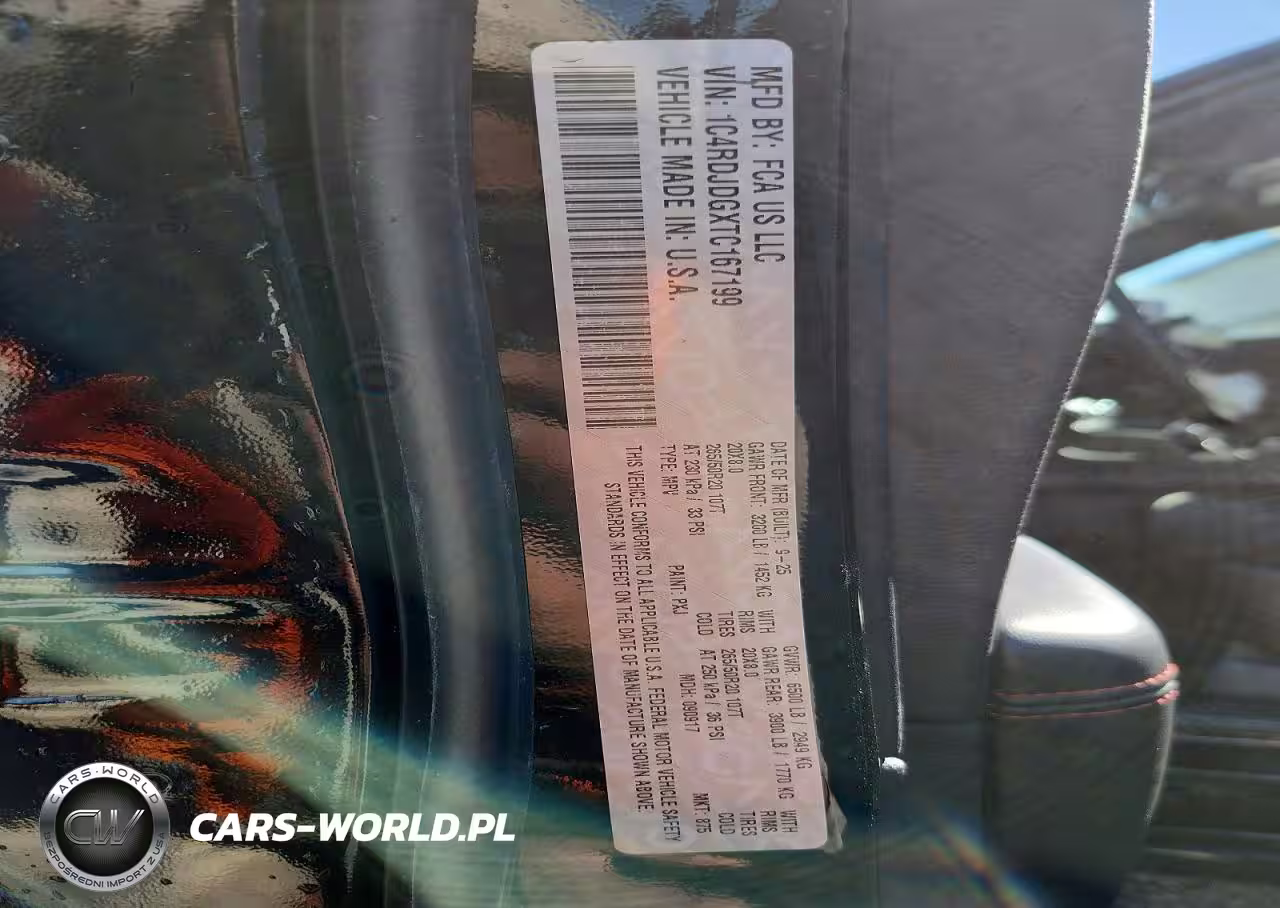 MFD BY: FCA US LLC
VIN: 1C4RDJDGXTC167199
VEHICLE MADE IN: U.S.A.
DATE OF MFR (BUILT): 9-25 GVWR: 6500 LB / 2949 KG
GAWR FRONT: 3200 LB / 1452 KG WITH GAWR REAR: 3900 LB / 1770 KG WITH
20X8.0 RIMS 20X8.0 RIMS
265/50R20 107T TIRES 265/50R20 107T TIRES
AT 230 kPa / 33 PSI COLD AT 250 kPa / 36 PSI COLD
TYPE: MPV PAINT: PXJ MDH: 090917 MKT: 875
THIS VEHICLE CONFORMS TO ALL APPLICABLE U.S.A. FEDERAL MOTOR VEHICLE SAFETY
STANDARDS IN EFFECT ON THE DATE OF MANUFACTURE SHOWN ABOVE.
CARS-WORLD
CW
BEZPOŚREDNI IMPORT Z USA
CARS-WORLD.PL